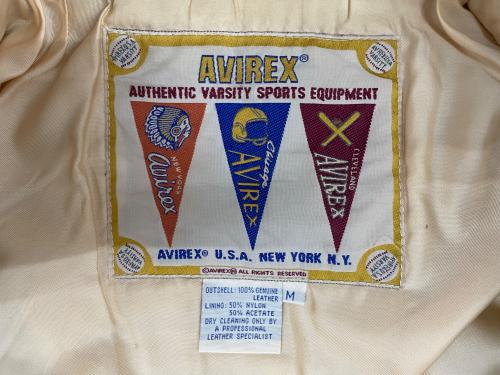 AVIREX®
AUTHENTIC VARSITY SPORTS EQUIPMENT
NEW YORK
Avirex
Chicago
AVIREX
CLEVELAND
AVIREX
AVIREX® U.S.A. NEW YORK N.Y.
©AVIREX® ALL RIGHTS RESERVED
OUTSHELL: 100% GENUINE
LEATHER
M
LINING: 50% NYLON
50% ACETATE
DRY CLEANING ONLY BY
A PROFESSIONAL
LEATHER SPECIALIST